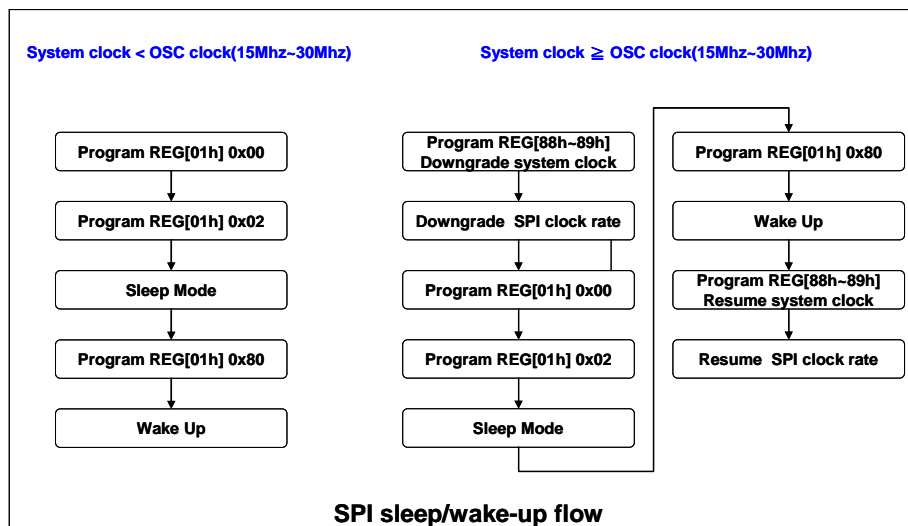 System clock < OSC clock(15Mhz~30Mhz)
Program REG[01h] 0x00
Program REG[01h] 0x02
Sleep Mode
Program REG[01h] 0x80
Wake Up
System clock ≧ OSC clock(15Mhz~30Mhz)
Program REG[88h~89h]
Downgrade system clock
Downgrade SPI clock rate
Program REG[01h] 0x00
Program REG[01h] 0x02
Sleep Mode
Program REG[01h] 0x80
Wake Up
Program REG[88h~89h]
Resume system clock
Resume SPI clock rate
SPI sleep/wake-up flow